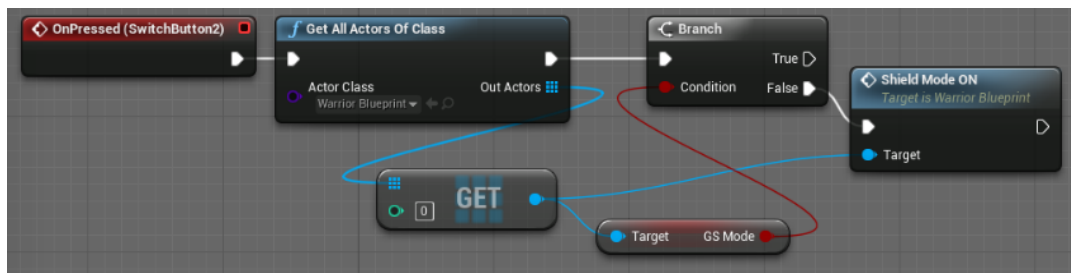 OnPressed (SwitchButton2)
f Get All Actors Of Class
Actor Class
Warrior Blueprint
Out Actors
Branch
True
Condition
False
Shield Mode ON
Target is Warrior Blueprint
Target
GET
0
Target
GS Mode